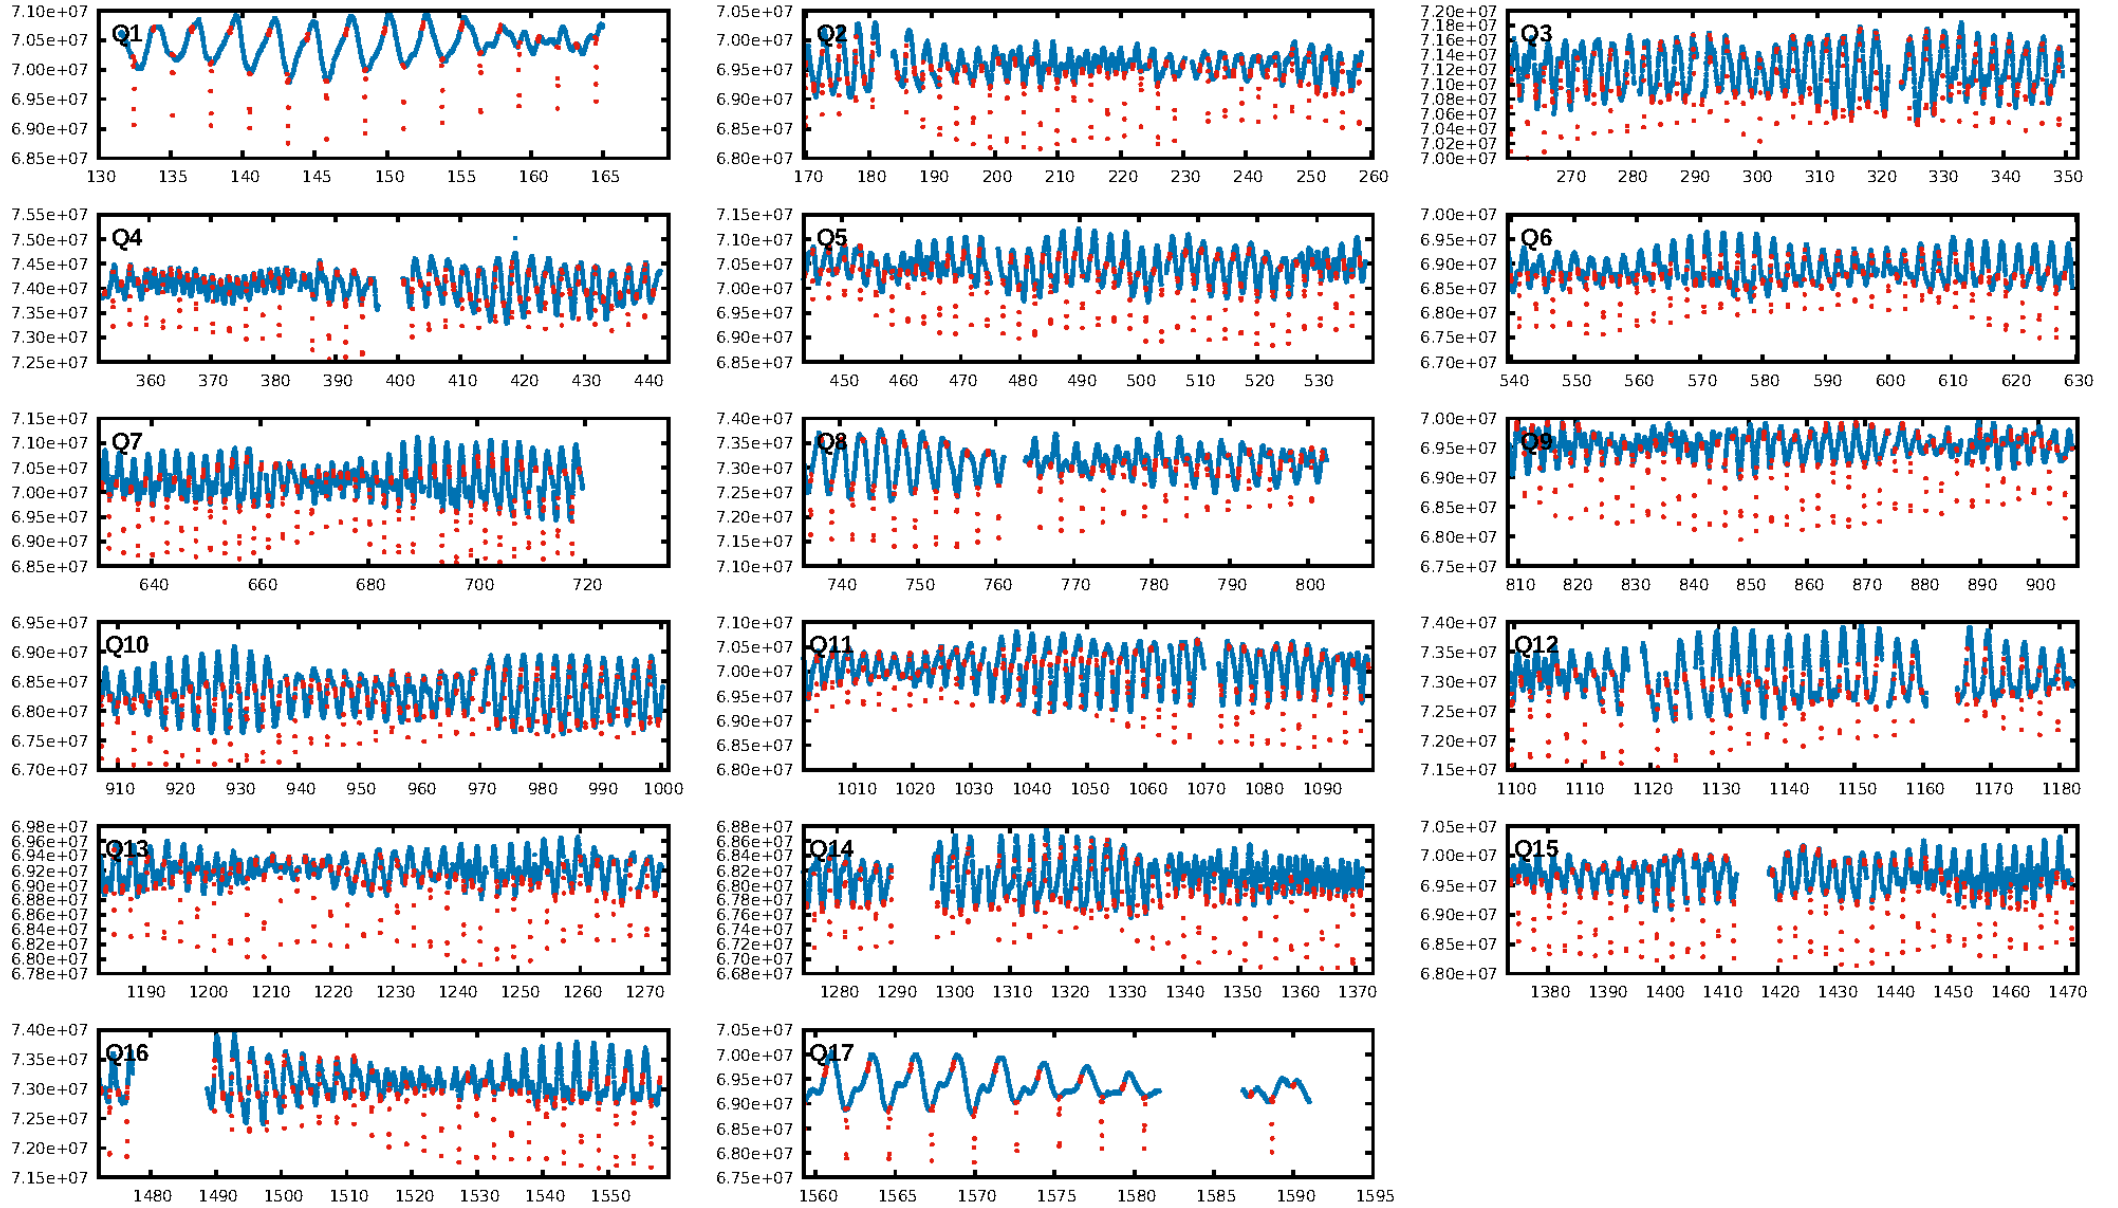 7.10e+07 7.05e+07 7.00e+07 6.95e+07 6.90e+07 6.85e+07
Q1
130 135 140 145 150 155 160 165
7.05e+07 7.00e+07 6.95e+07 6.90e+07 6.85e+07 6.80e+07
Q2
170 180 190 200 210 220 230 240 250 260
7.20e+07 7.18e+07 7.16e+07 7.14e+07 7.12e+07 7.10e+07 7.08e+07 7.06e+07 7.04e+07 7.02e+07 7.00e+07
Q3
270 280 290 300 310 320 330 340 350
7.55e+07 7.50e+07 7.45e+07 7.40e+07 7.35e+07 7.30e+07 7.25e+07
Q4
360 370 380 390 400 410 420 430 440
7.15e+07 7.10e+07 7.05e+07 7.00e+07 6.95e+07 6.90e+07 6.85e+07
Q5
450 460 470 480 490 500 510 520 530
7.00e+07 6.95e+07 6.90e+07 6.85e+07 6.80e+07 6.75e+07 6.70e+07
Q6
540 550 560 570 580 590 600 610 620 630
7.15e+07 7.10e+07 7.05e+07 7.00e+07 6.95e+07 6.90e+07 6.85e+07
Q7
640 660 680 700 720
7.40e+07 7.35e+07 7.30e+07 7.25e+07 7.20e+07 7.15e+07 7.10e+07
Q8
740 750 760 770 780 790 800
7.00e+07 6.95e+07 6.90e+07 6.85e+07 6.80e+07 6.75e+07
Q9
810 820 830 840 850 860 870 880 890 900
6.95e+07 6.90e+07 6.85e+07 6.80e+07 6.75e+07 6.70e+07
Q10
910 920 930 940 950 960 970 980 990 1000
7.10e+07 7.05e+07 7.00e+07 6.95e+07 6.90e+07 6.85e+07 6.80e+07
Q11
1010 1020 1030 1040 1050 1060 1070 1080 1090
7.40e+07 7.35e+07 7.30e+07 7.25e+07 7.20e+07 7.15e+07
Q12
1100 1110 1120 1130 1140 1150 1160 1170 1180
6.98e+07 6.96e+07 6.94e+07 6.92e+07 6.90e+07 6.88e+07 6.86e+07 6.84e+07 6.82e+07 6.80e+07 6.78e+07
Q13
1190 1200 1210 1220 1230 1240 1250 1260 1270
6.88e+07 6.86e+07 6.84e+07 6.82e+07 6.80e+07 6.78e+07 6.76e+07 6.74e+07 6.72e+07 6.70e+07 6.68e+07
Q14
1280 1290 1300 1310 1320 1330 1340 1350 1360 1370
7.05e+07 7.00e+07 6.95e+07 6.90e+07 6.85e+07 6.80e+07
Q15
1380 1390 1400 1410 1420 1430 1440 1450 1460 1470
7.40e+07 7.35e+07 7.30e+07 7.25e+07 7.20e+07 7.15e+07
Q16
1480 1490 1500 1510 1520 1530 1540 1550
7.05e+07 7.00e+07 6.95e+07 6.90e+07 6.85e+07 6.80e+07 6.75e+07
Q17
1560 1565 1570 1575 1580 1585 1590 1595